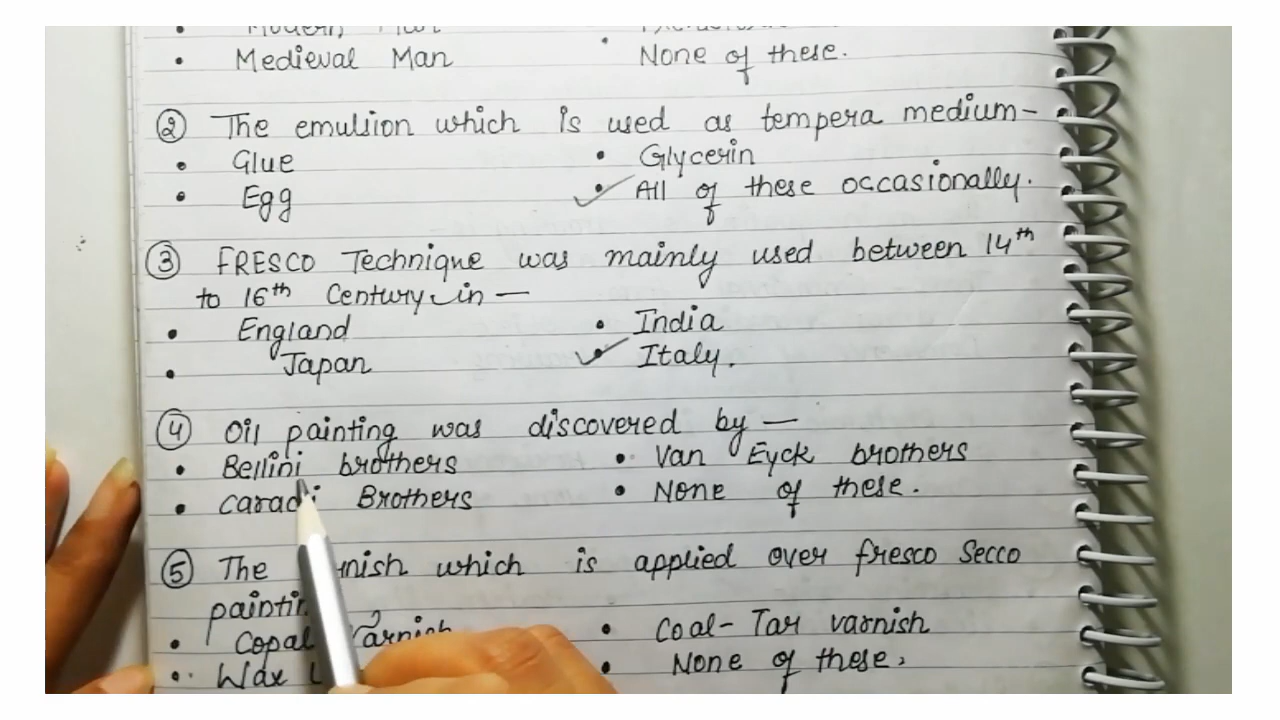 • Medieval Man • None of these.
② The emulsion which is used as tempera medium-
• Glue • Glycerin
• Egg • All of these occasionally.
③ FRESCO Technique was mainly used between 14th
to 16th Century in —
• England • India
• Japan • Italy.
④ Oil painting was discovered by —
• Bellini brothers • Van Eyck brothers
• Brothers • None of these.
⑤ The which is applied over fresco Secco
• Copal Varnish • Coal-Tar varnish
• Wax • None of these.